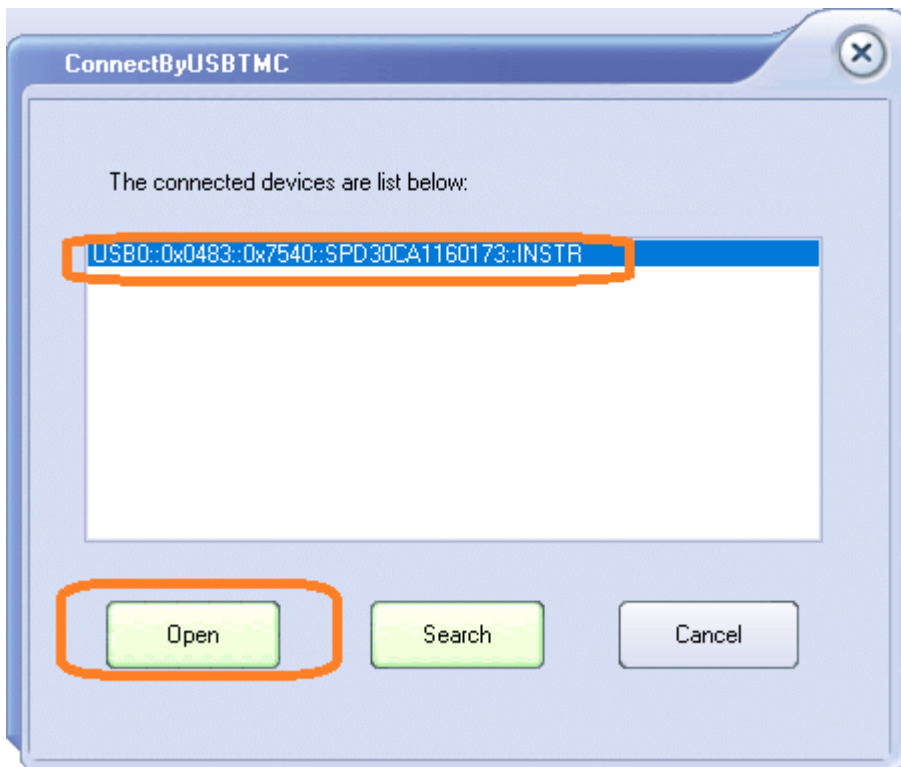 ConnectByUSBTMC
The connected devices are list below:
USB0::0x0483::0x7540::SPD30CA1160173::INSTR
Open
Search
Cancel